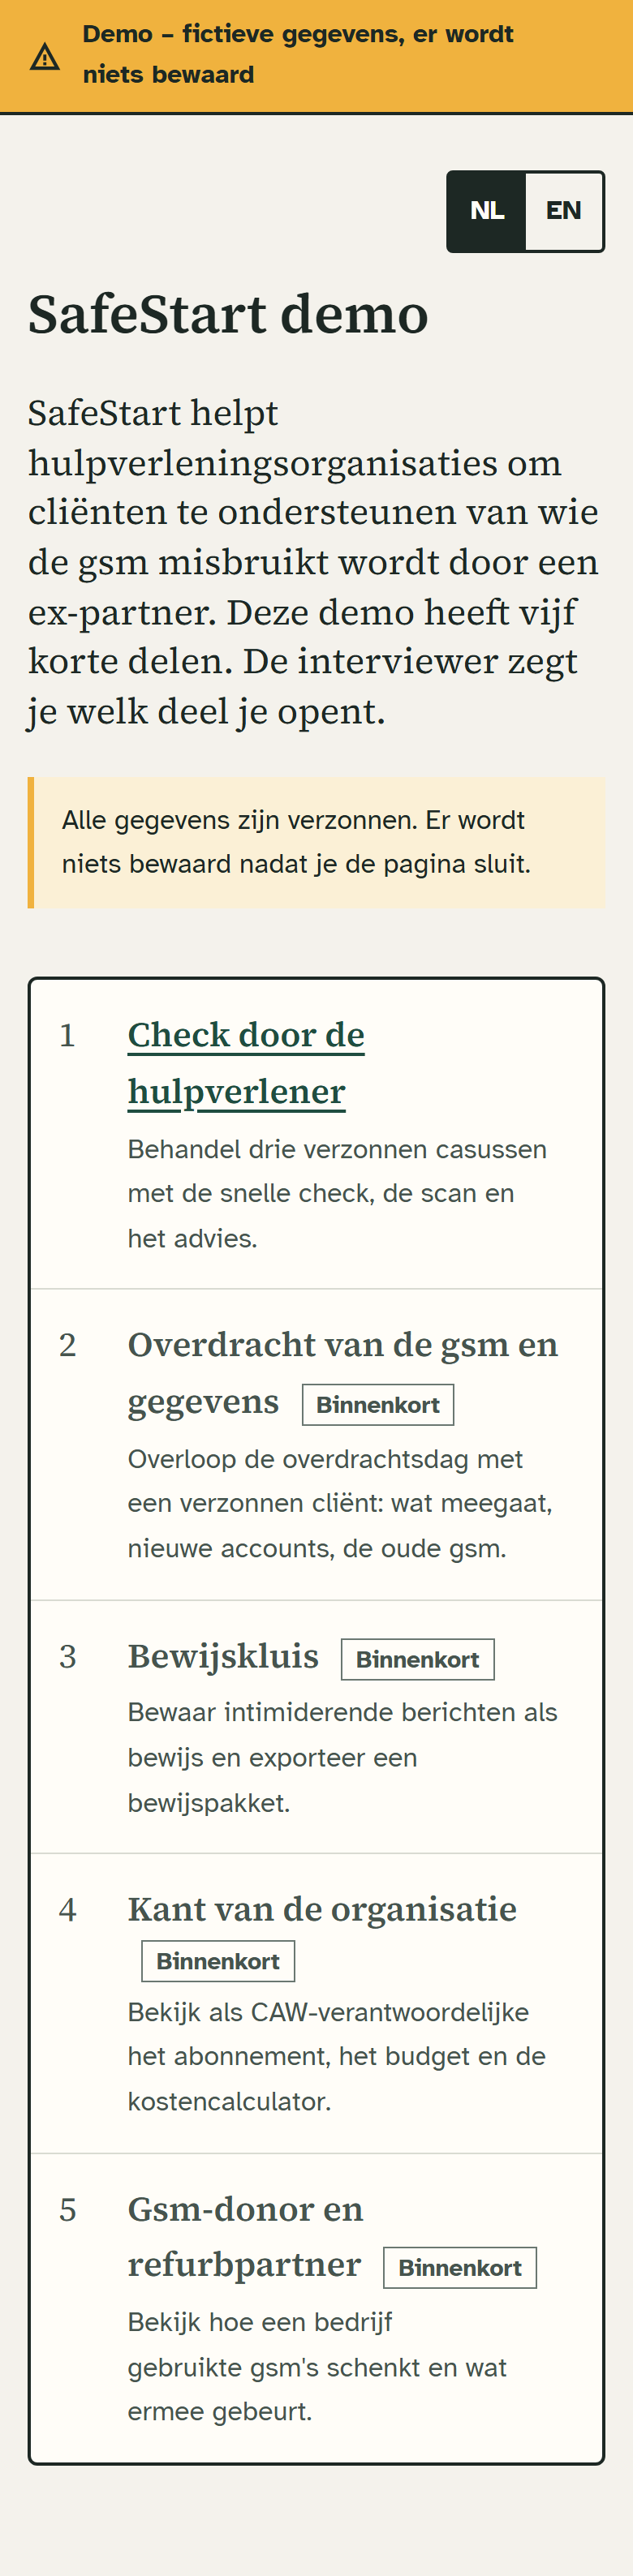 Demo – fictieve gegevens, er wordt
niets bewaard
NL EN
SafeStart demo
SafeStart helpt
hulpverleningsorganisaties om
cliënten te ondersteunen van wie
de gsm misbruikt wordt door een
ex-partner. Deze demo heeft vijf
korte delen. De interviewer zegt
je welk deel je opent.
Alle gegevens zijn verzonnen. Er wordt
niets bewaard nadat je de pagina sluit.
1 Check door de
hulpverlener
Behandel drie verzonnen casussen
met de snelle check, de scan en
het advies.
2 Overdracht van de gsm en
gegevens Binnenkort
Overloop de overdrachtsdag met
een verzonnen cliënt: wat meegaat,
nieuwe accounts, de oude gsm.
3 Bewijskluis Binnenkort
Bewaar intimiderende berichten als
bewijs en exporteer een
bewijspakket.
4 Kant van de organisatie
Binnenkort
Bekijk als CAW-verantwoordelijke
het abonnement, het budget en de
kostencalculator.
5 Gsm-donor en
refurbpartner Binnenkort
Bekijk hoe een bedrijf
gebruikte gsm's schenkt en wat
ermee gebeurt.